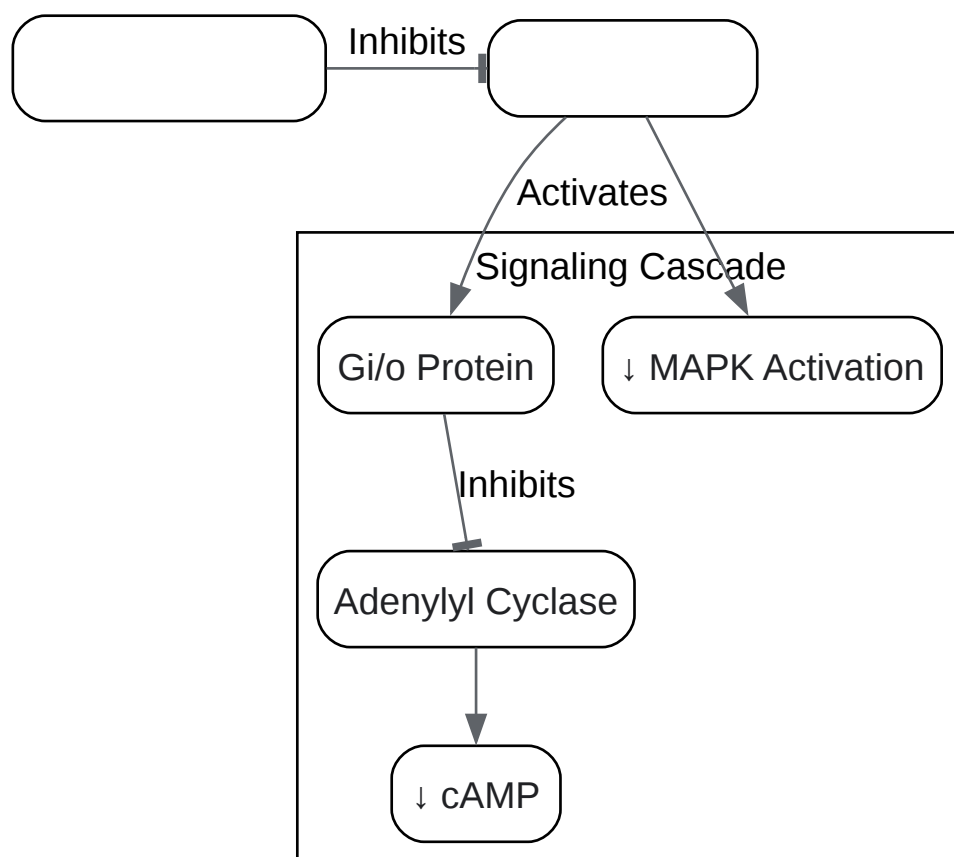 Inhibits
Activates
Signaling Cascade
Gi/o Protein
↓ MAPK Activation
Inhibits
Adenylyl Cyclase
↓ cAMP